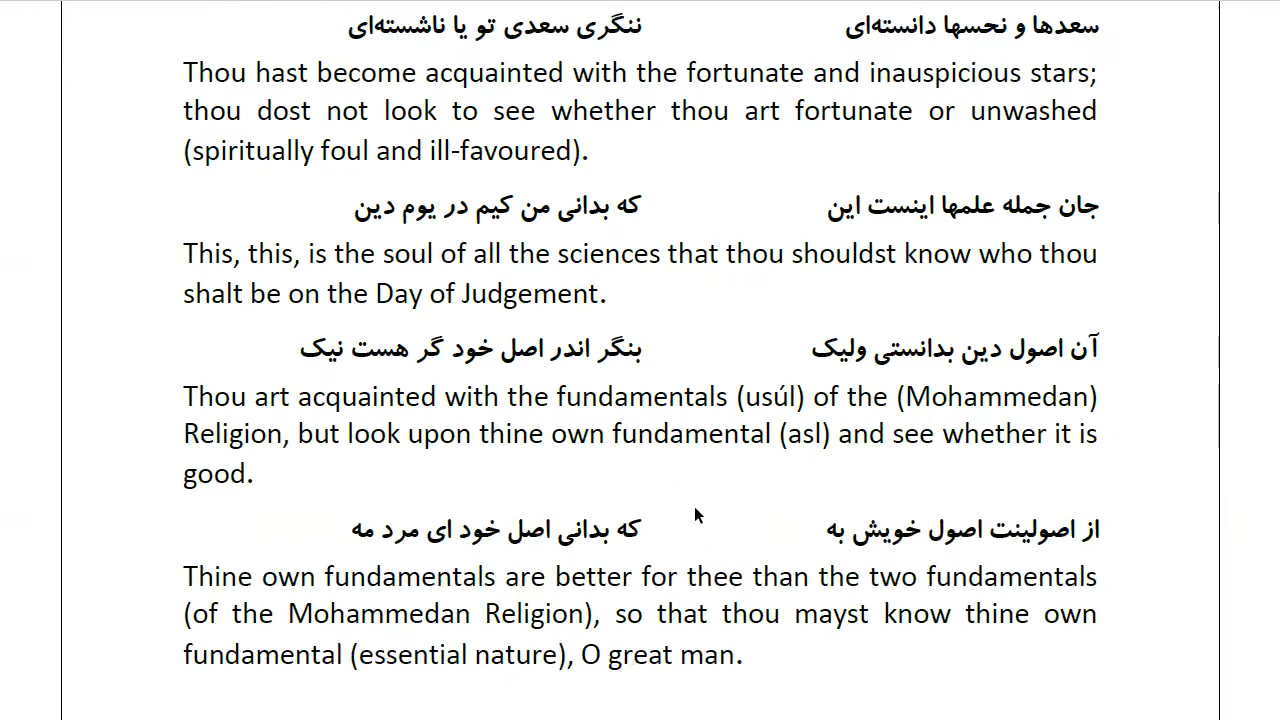 سعدها و نحسها دانسته‌ای ننگری سعدی تو یا ناشسته‌ای
Thou hast become acquainted with the fortunate and inauspicious stars;
thou dost not look to see whether thou art fortunate or unwashed
(spiritually foul and ill-favoured).
جان جمله علمها اینست این که بدانی من کیم در یوم دین
This, this, is the soul of all the sciences that thou shouldst know who thou
shalt be on the Day of Judgement.
آن اصول دین بدانستی ولیک بنگر اندر اصل خود گر هست نیک
Thou art acquainted with the fundamentals (usúl) of the (Mohammedan)
Religion, but look upon thine own fundamental (asl) and see whether it is
good.
از اصولینت اصول خویش به که بدانی اصل خود ای مرد مه
Thine own fundamentals are better for thee than the two fundamentals
(of the Mohammedan Religion), so that thou mayst know thine own
fundamental (essential nature), O great man.